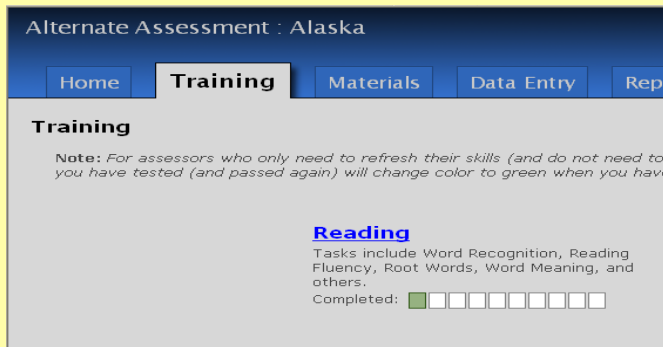 Alternate Assessment : Alaska
Home Training Materials Data Entry Rep
Training
Note: For assessors who only need to refresh their skills (and do not need to
you have tested (and passed again) will change color to green when you have
Reading
Tasks include Word Recognition, Reading
Fluency, Root Words, Word Meaning, and
others.
Completed: